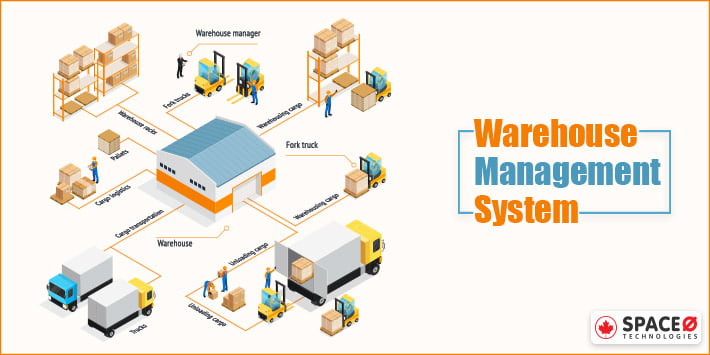 Warehouse manager
Fork trucks
Warehousing cargo
Warehouse racks
Pallets
Fork truck
Cargo logistics
Warehousing cargo
Cargo transportation
Warehouse
Unloading cargo
Unloading cargo
Trucks
Warehouse
Management
System
SPACEO
TECHNOLOGIES